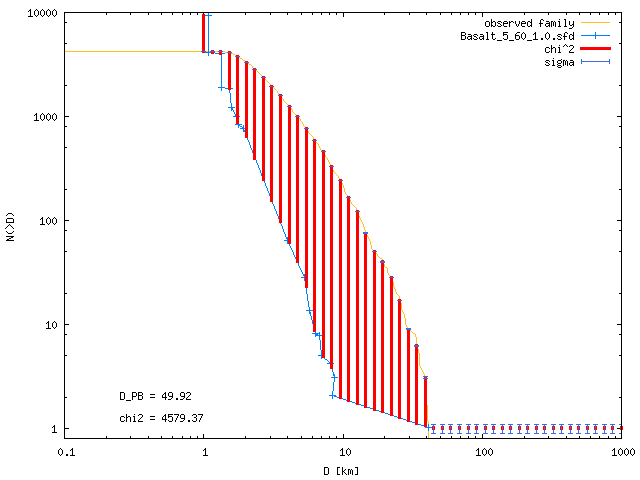 observed family
Basalt_5_60_1.0.sfd
chi^2
sigma
10000
1000
100
10
1
N(>D)
D_PB = 49.92
chi2 = 4579.37
0.1 1 10 100 1000
D [km]